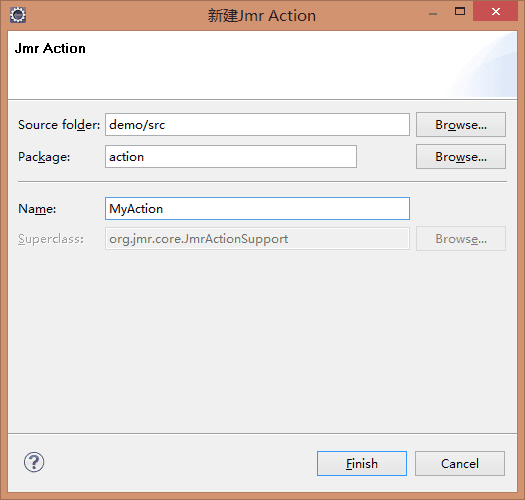 新建Jmr Action
Jmr Action
Source folder: demo/src Browse...
Package: action Browse...
Name: MyAction
Superclass: org.jmr.core.JmrActionSupport Browse...
? Finish Cancel